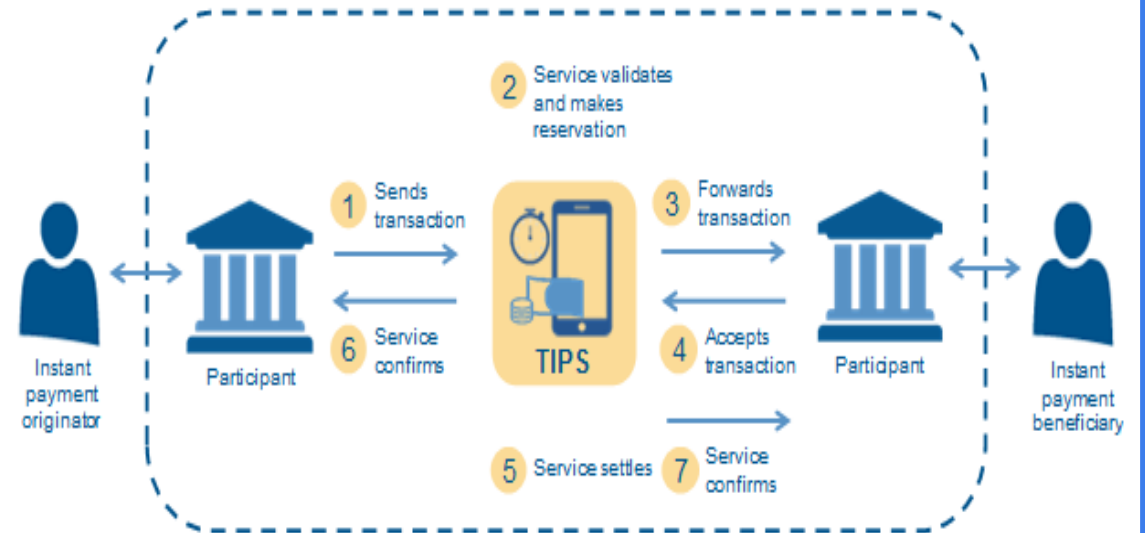 2
Service validates
and makes
reservation
1
Sends
transaction
3
Forwards
transaction
Instant
payment
originator
Participant
6
Service
confirms
TIPS
4
Accepts
transaction
Participant
Instant
payment
beneficiary
5
Service settles
7
Service
confirms